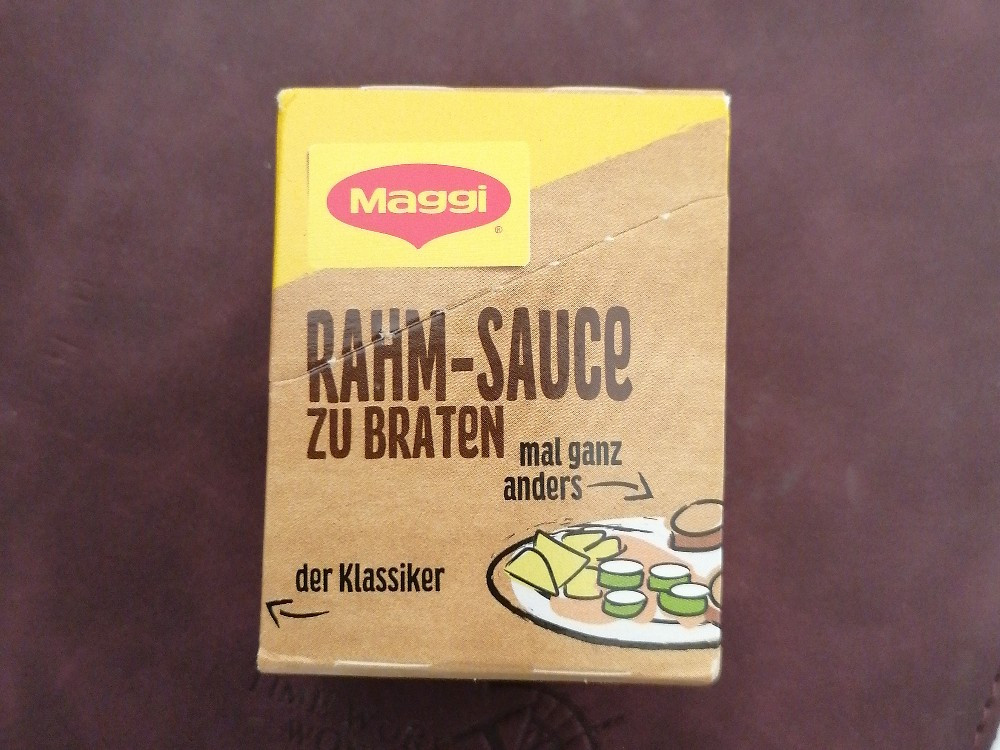 Maggi
®
RAHM-SAUCE
ZU BRATEN
mal ganz
anders
der Klassiker